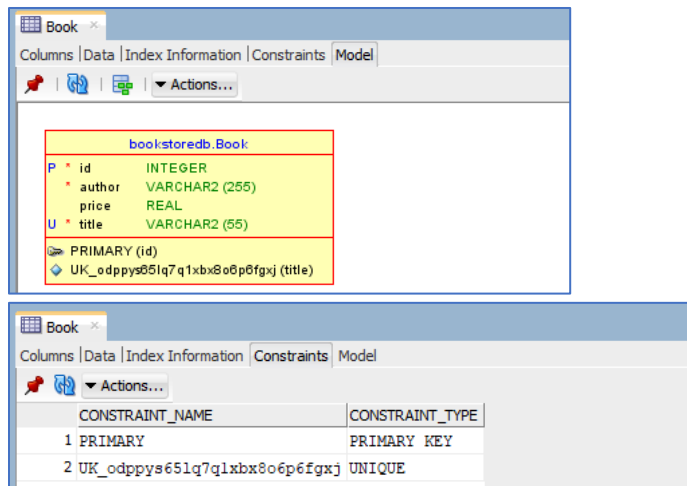 Book
Columns | Data | Index Information | Constraints | Model
Actions...
bookstoredb.Book
P * id INTEGER
* author VARCHAR2 (255)
price REAL
U * title VARCHAR2 (55)
PRIMARY (id)
UK_odppys65lq7q1xbx8o6p6fgxj (title)
Book
Columns | Data | Index Information | Constraints | Model
Actions...
CONSTRAINT_NAME CONSTRAINT_TYPE
1 PRIMARY PRIMARY KEY
2 UK_odppys65lq7q1xbx8o6p6fgxj UNIQUE